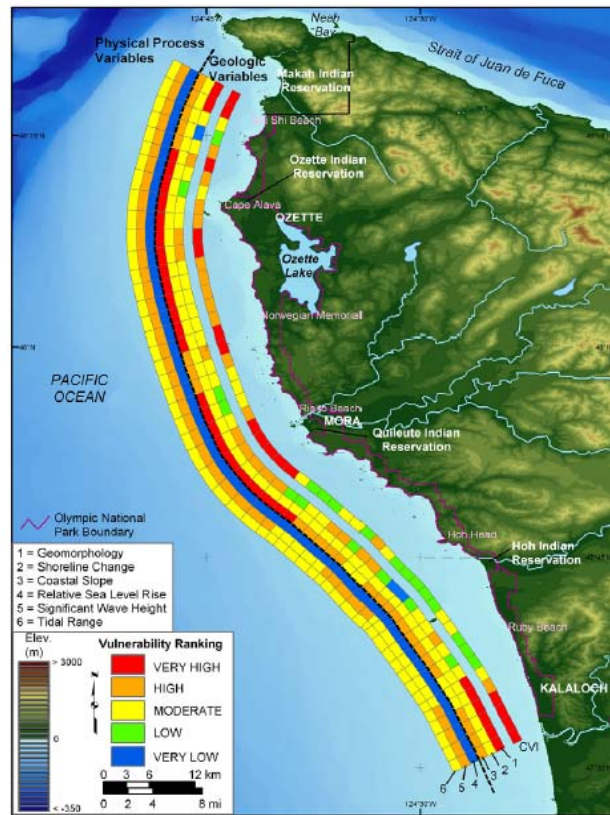 124°45'W
124°30'W
Neah
Bay
Strait of Juan de Fuca
Physical Process
Variables
Geologic
Variables
Makah Indian
Reservation
Shi Shi Beach
Ozette Indian
Reservation
Cape Alava
OZETTE
Ozette
Lake
Norwegian Memorial
48°N
48°N
PACIFIC
OCEAN
Rialto Beach
MORA
Quileute Indian
Reservation
Olympic National
Park Boundary
Hoh Head
Hoh Indian
Reservation
1 = Geomorphology
2 = Shoreline Change
3 = Coastal Slope
4 = Relative Sea Level Rise
5 = Significant Wave Height
6 = Tidal Range
Ruby Beach
KALALOCH
Elev.
(m)
> 3000
0
< -350
N
Vulnerability Ranking
VERY HIGH
HIGH
MODERATE
LOW
VERY LOW
0 3 6 12 km
0 2 4 8 mi
CVI
1
2
3
4
5
6
124°30'W